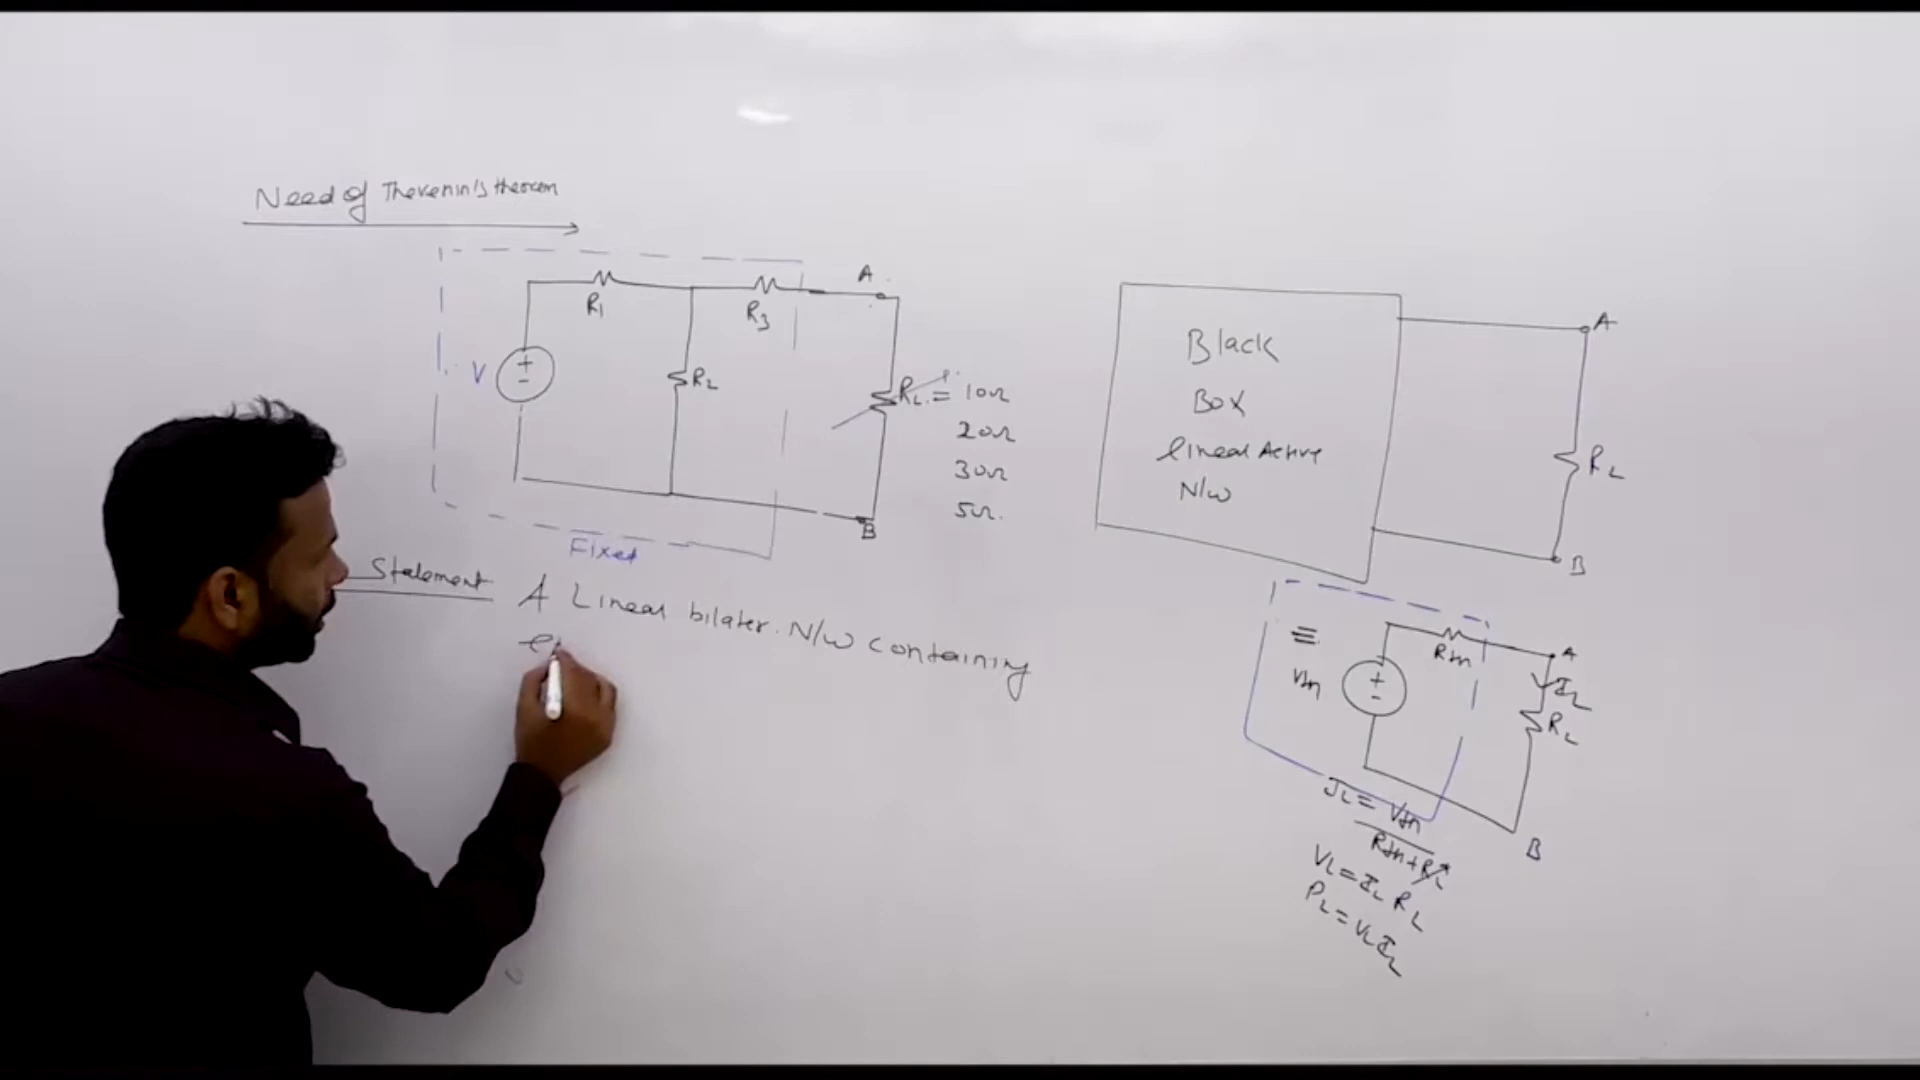 Need of Thevenin's theorem
A
R1
R3
V
+
-
R2
RL = 10Ω
20Ω
30Ω
5Ω
B
Fixed
Statement A Linear bilater. N/w containing
Black
Box
linear Active
N/w
A
RL
B
≡
Vth
+
-
Rth
A
IL
RL
B
IL = Vth
Rth+RL
VL = IL RL
PL = VL IL